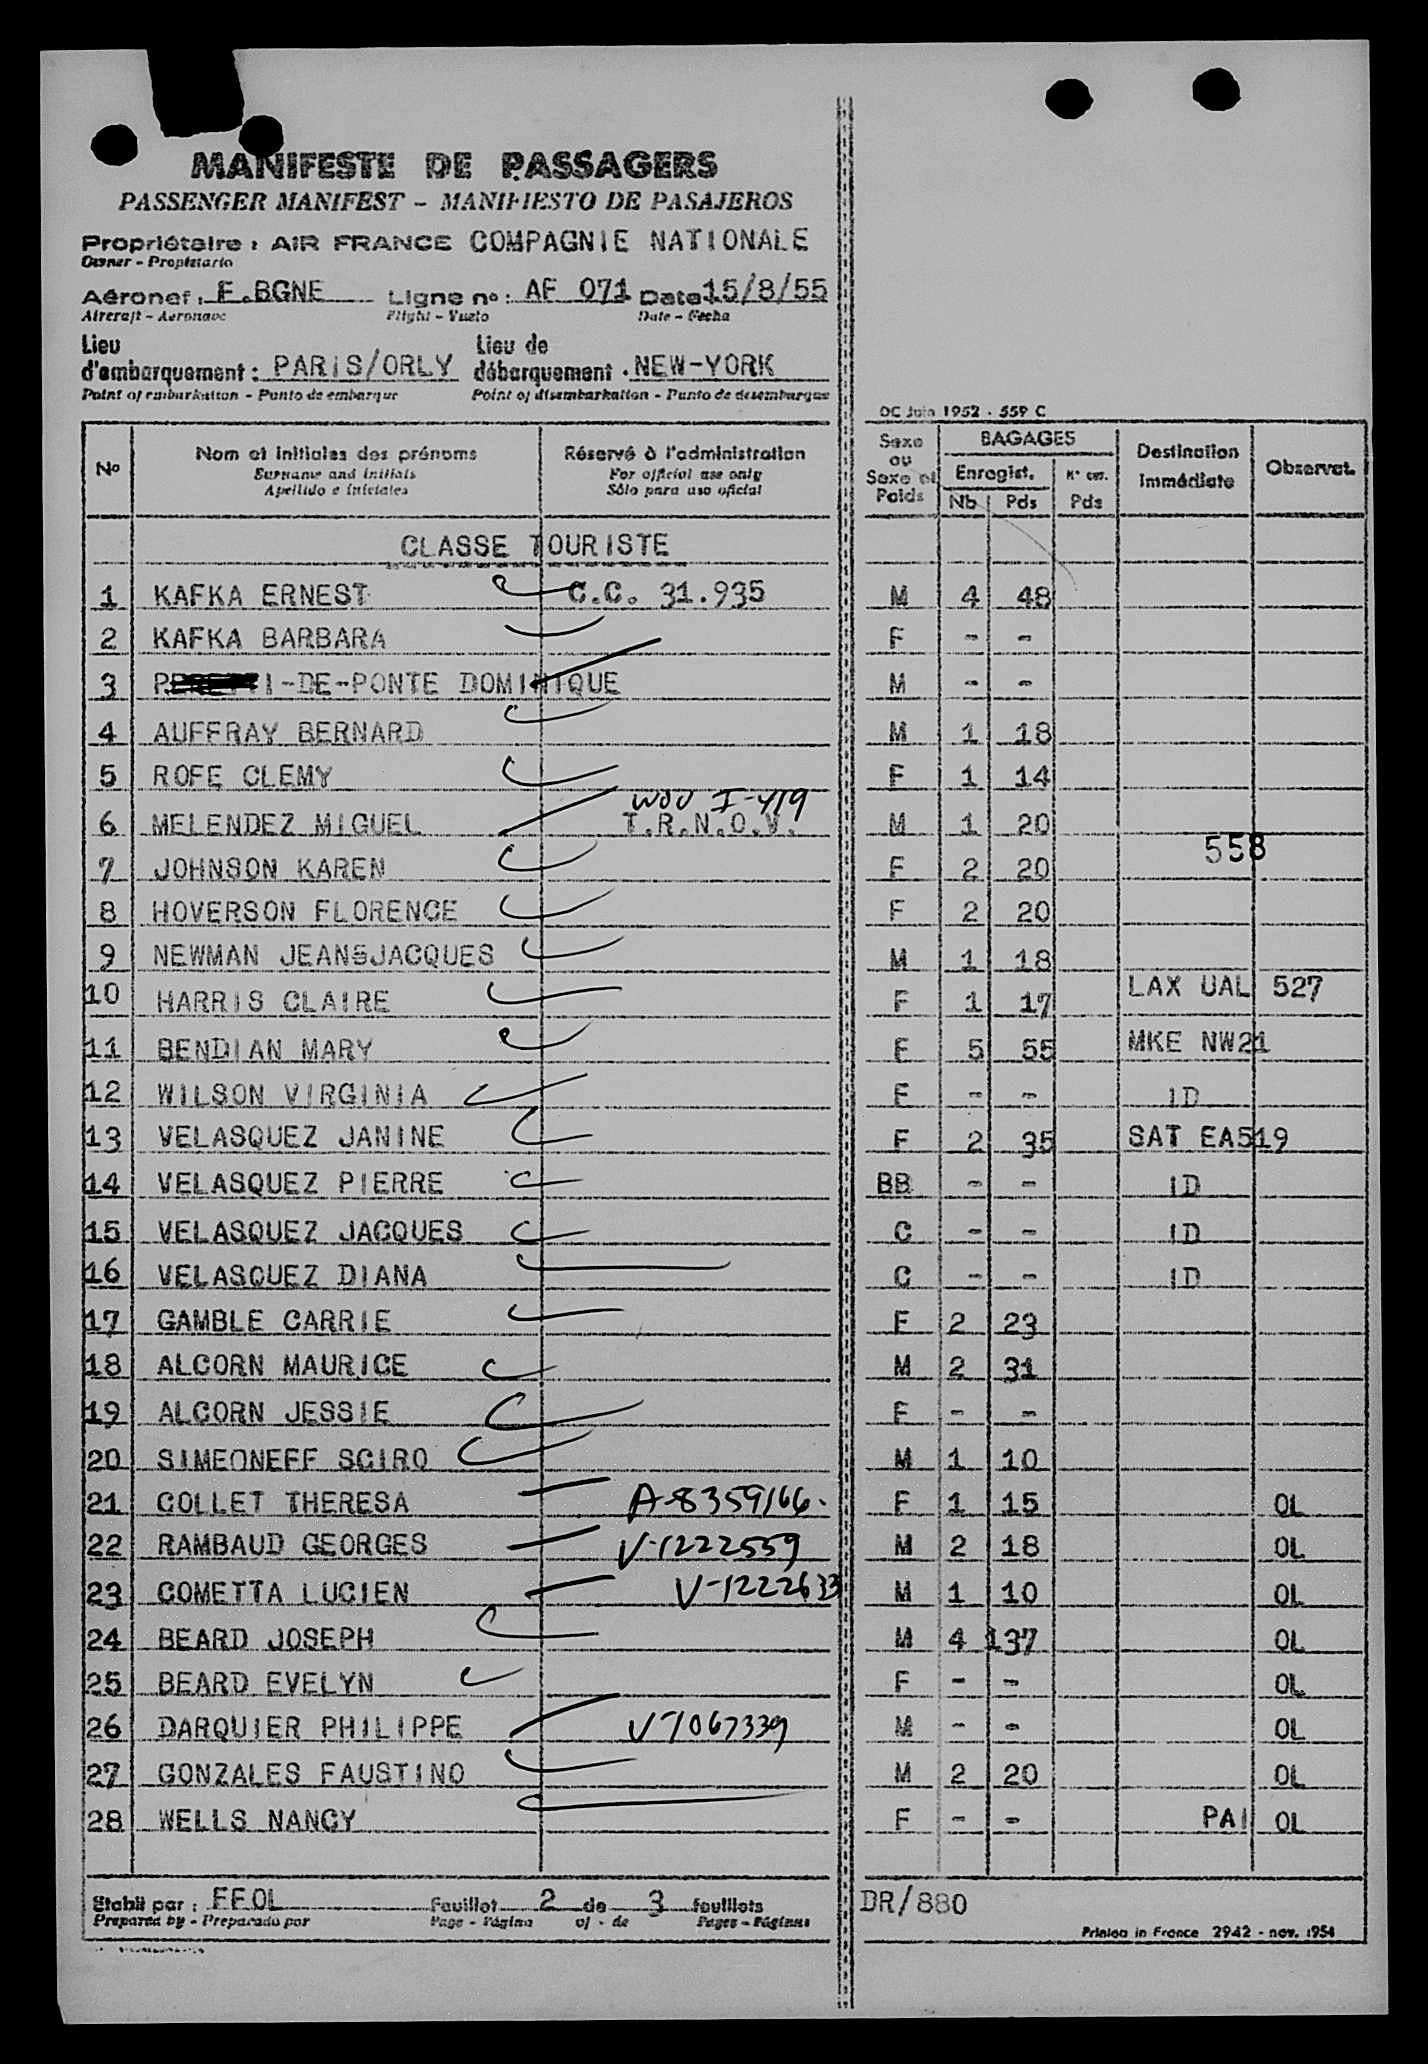 MANIFESTE DE PASSAGERS
PASSENGER MANIFEST - MANIFIESTO DE PASAJEROS
Propriétaire : AIR FRANCE COMPAGNIE NATIONALE
Owner - Propietario
Aéronef : F.BGNE Ligne nº : AF 071 Date 15/8/55
Aircraft - Aeronave Flight - Vuelo Date - Fecha
Lieu d'embarquement : PARIS/ORLY Lieu de débarquement . NEW-YORK
Point of embarkation - Punto de embarque Point of disembarkation - Punto de desembarque
OC Juin 1952 - 559 C
Nº Nom et initiales des prénoms Réservé à l'administration Sexe ou Sexe et Poids BAGAGES Destination Immédiate Observat.
Surname and initials For official use only Enregist. Nb Pds Pds
Apellido e iniciales Sólo para uso oficial
CLASSE TOURISTE
1 KAFKA ERNEST C.C. 31.935 M 4 48
2 KAFKA BARBARA F - -
3 P I-DE-PONTE DOMINIQUE M - -
4 AUFFRAY BERNARD M 1 18
5 ROFE CLEMY F 1 14
6 MELENDEZ MIGUEL T.R.N.O.V. M 1 20
7 JOHNSON KAREN F 2 20 558
8 HOVERSON FLORENCE F 2 20
9 NEWMAN JEANSJACQUES M 1 18
10 HARRIS CLAIRE F 1 17 LAX UAL 527
11 BENDIAN MARY F 5 55 MKE NW21
12 WILSON VIRGINIA F - - ID
13 VELASQUEZ JANINE F 2 35 SAT EA519
14 VELASQUEZ PIERRE BB - - ID
15 VELASQUEZ JACQUES C - - ID
16 VELASQUEZ DIANA C - - ID
17 GAMBLE CARRIE F 2 23
18 ALCORN MAURICE M 2 31
19 ALCORN JESSIE F - -
20 SIMEONEFF SCIRO M 1 10
21 COLLET THERESA A-8359166. F 1 15 OL
22 RAMBAUD GEORGES V-1222559 M 2 18 OL
23 COMETTA LUCIEN V-1222633 M 1 10 OL
24 BEARD JOSEPH M 4 137 OL
25 BEARD EVELYN F - - OL
26 DARQUIER PHILIPPE V-1067339 M - - OL
27 GONZALES FAUSTINO M 2 20 OL
28 WELLS NANCY F - - PAI OL
Etabli par : FFOL Feuillet 2 de 3 feuillets DR/880
Prepared by - Preparado por Page - Página of - de Pages - Páginas
Printed in France 2942 - nov. 1954